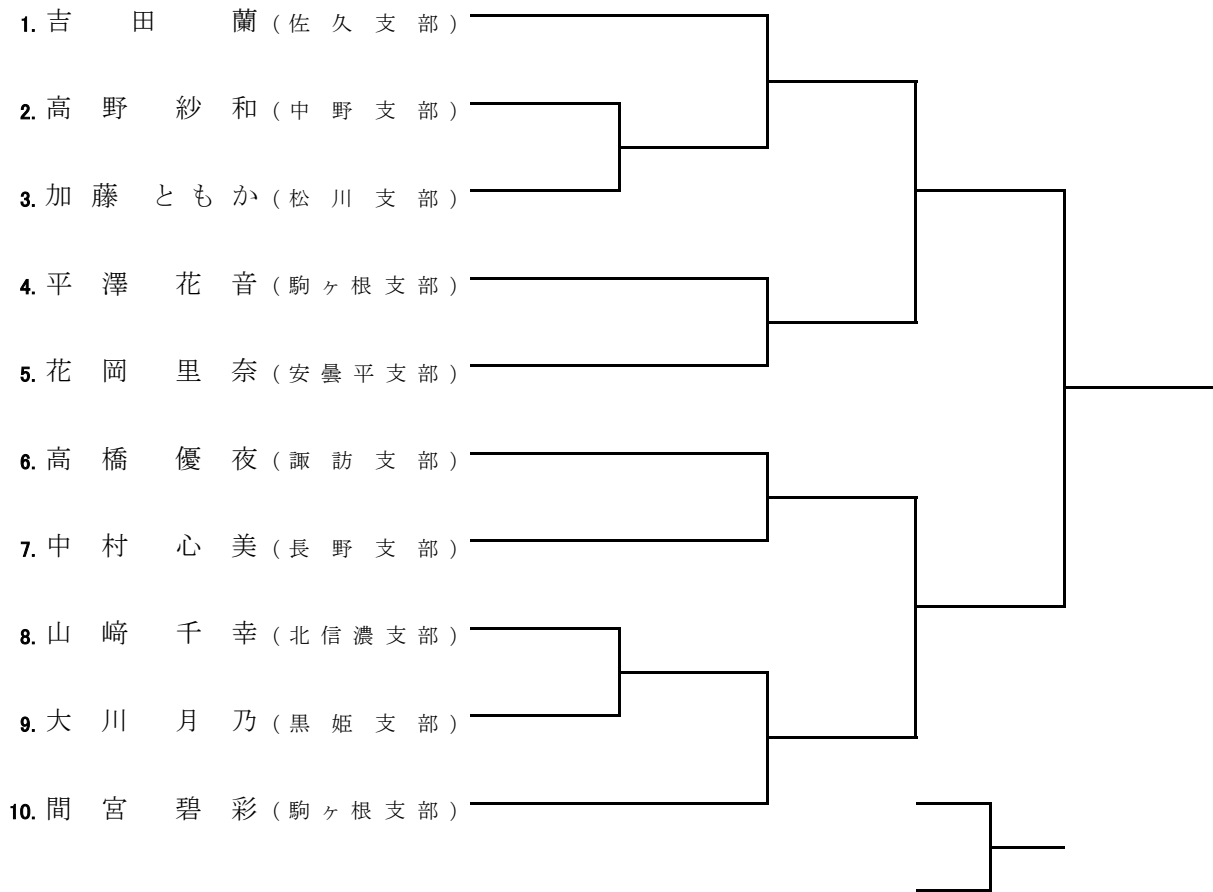 1. 吉田 蘭 (佐久支部)
2. 高野 紗和 (中野支部)
3. 加藤 ともか (松川支部)
4. 平澤 花音 (駒ヶ根支部)
5. 花岡 里奈 (安曇平支部)
6. 高橋 優夜 (諏訪支部)
7. 中村 心美 (長野支部)
8. 山﨑 千幸 (北信濃支部)
9. 大川 月乃 (黒姫支部)
10. 間宮 碧彩 (駒ヶ根支部)